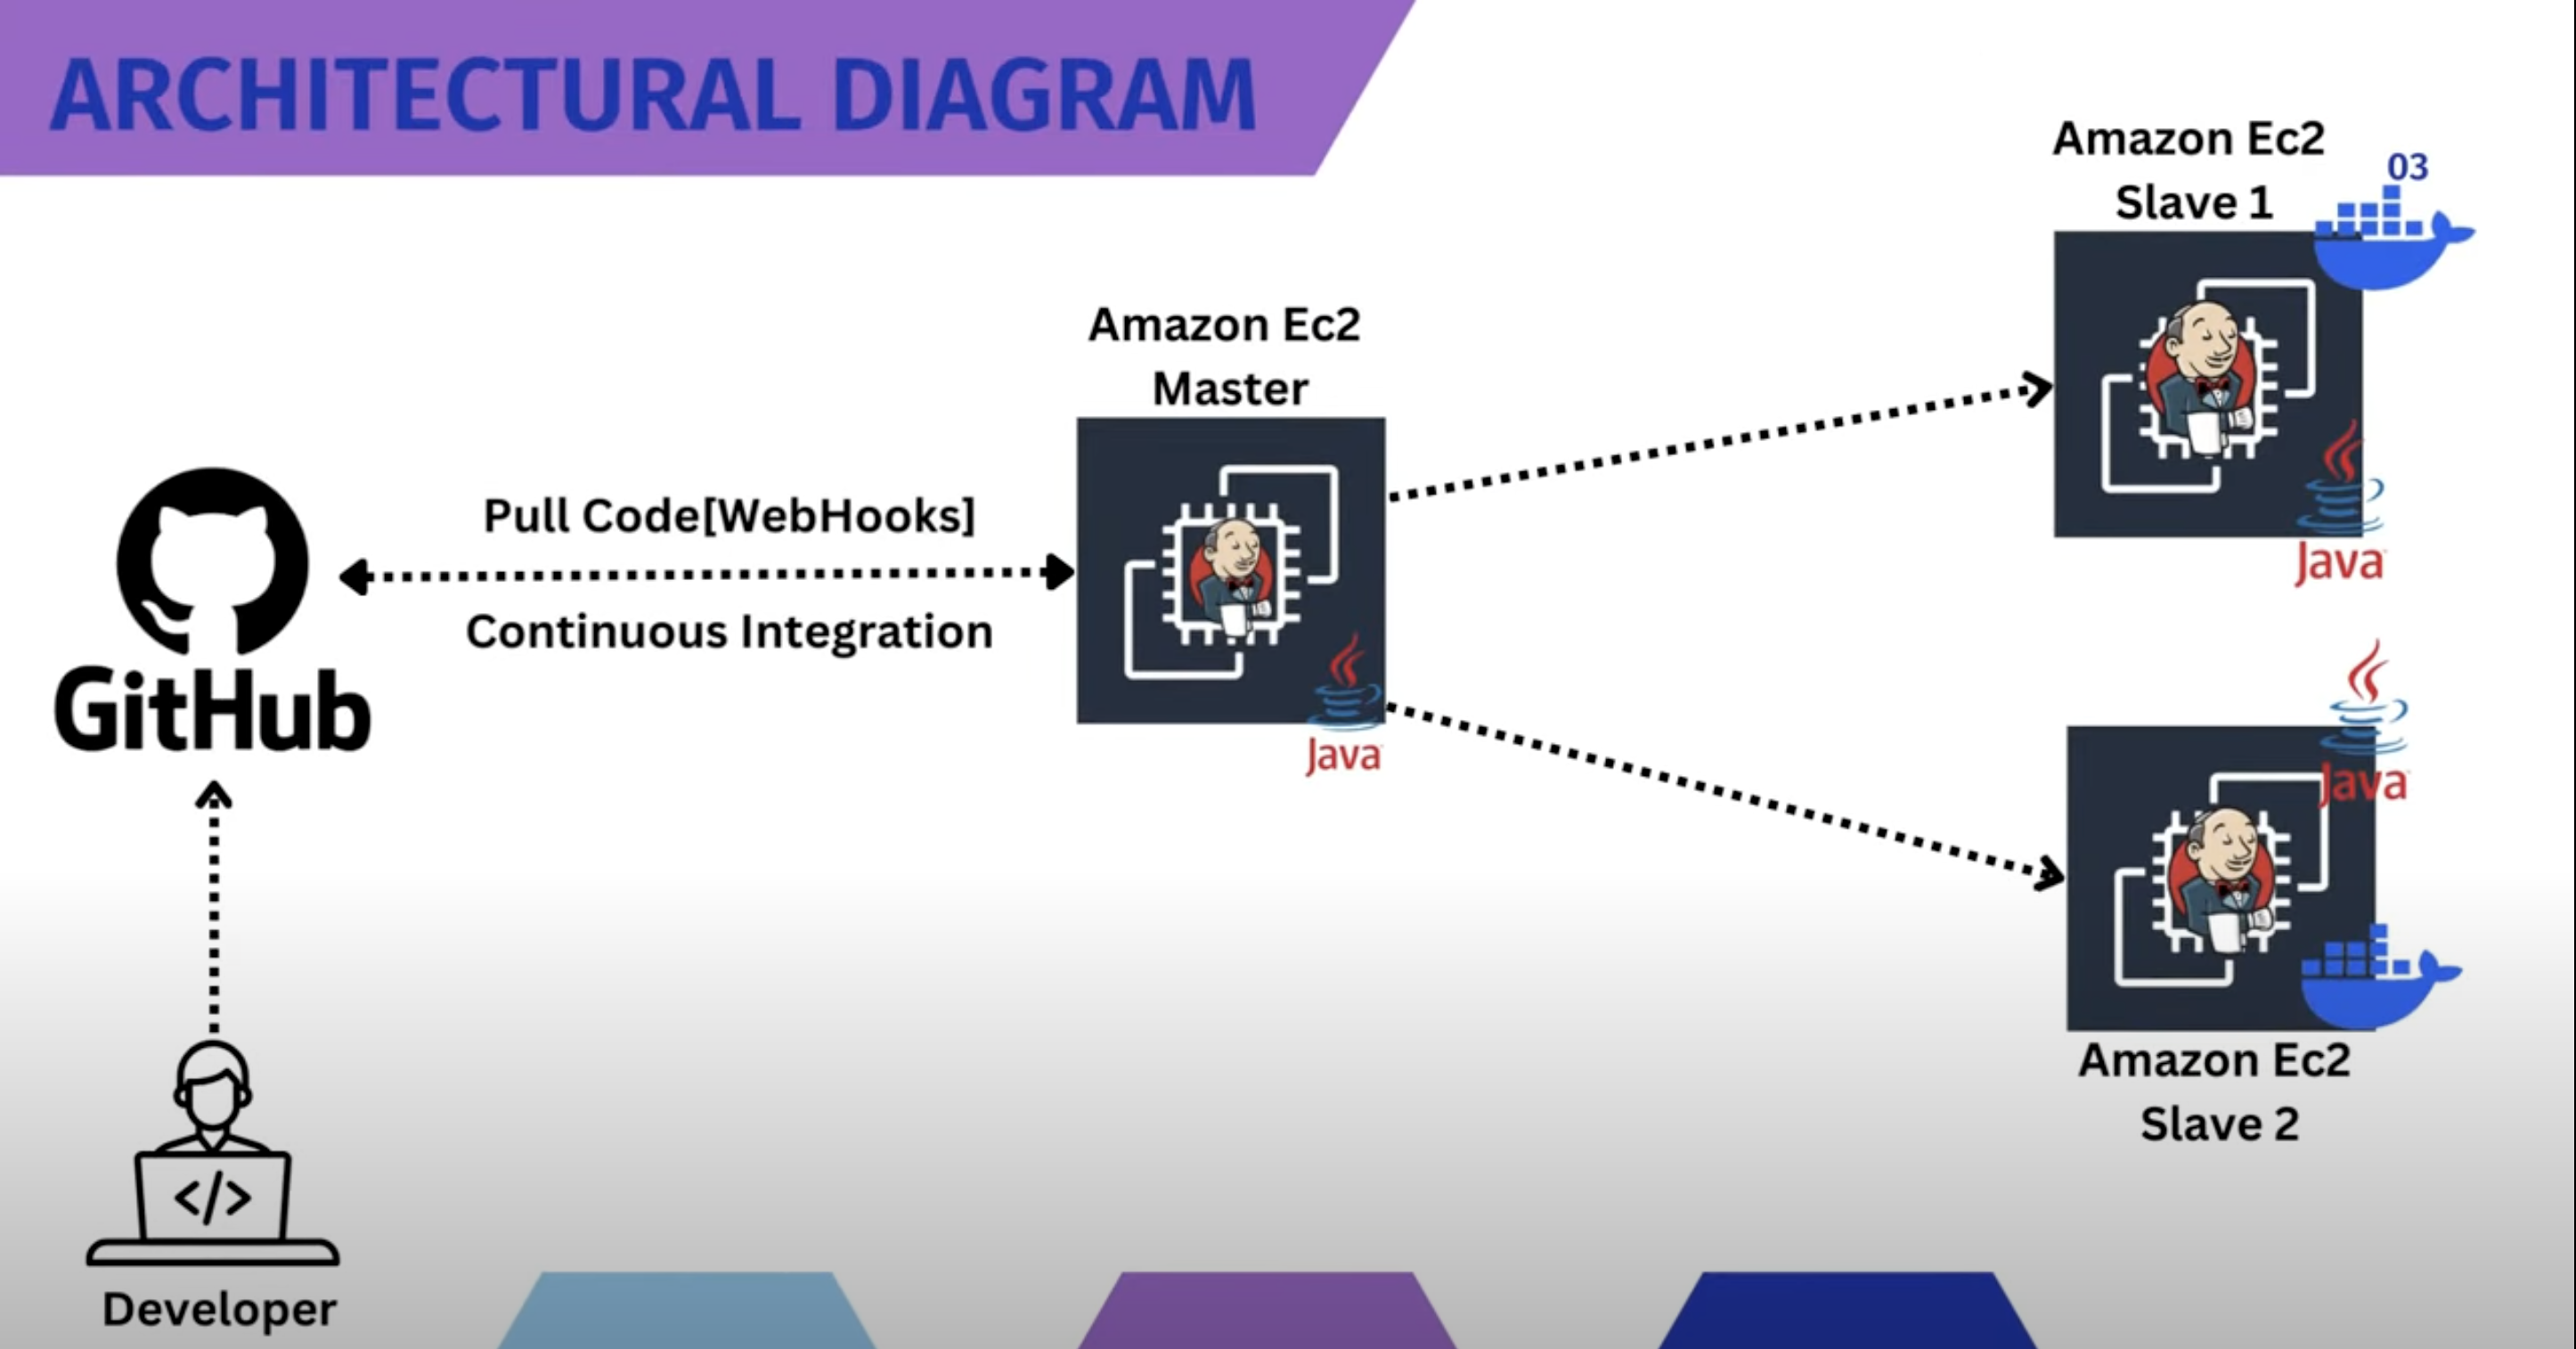 ARCHITECTURAL DIAGRAM
Amazon Ec2
03
Slave 1
Java
Amazon Ec2
Master
Java
Pull Code[WebHooks]
Continuous Integration
GitHub
Java
Amazon Ec2
Slave 2
</>
Developer